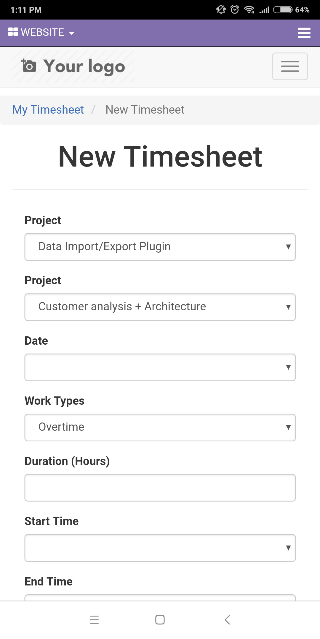 1:11 PM
64%
WEBSITE
Your logo
My Timesheet / New Timesheet
New Timesheet
Project
Data Import/Export Plugin
Project
Customer analysis + Architecture
Date
Work Types
Overtime
Duration (Hours)
Start Time
End Time